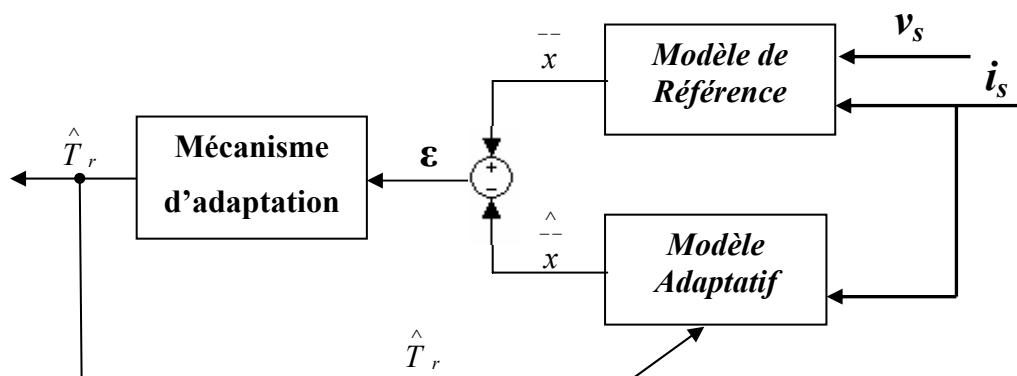 v_s
Modèle de
Référence
x̄
i_s
T̂_r
Mécanisme
d’adaptation
ε
+
−
Modèle
Adaptatif
x̄̂
T̂_r